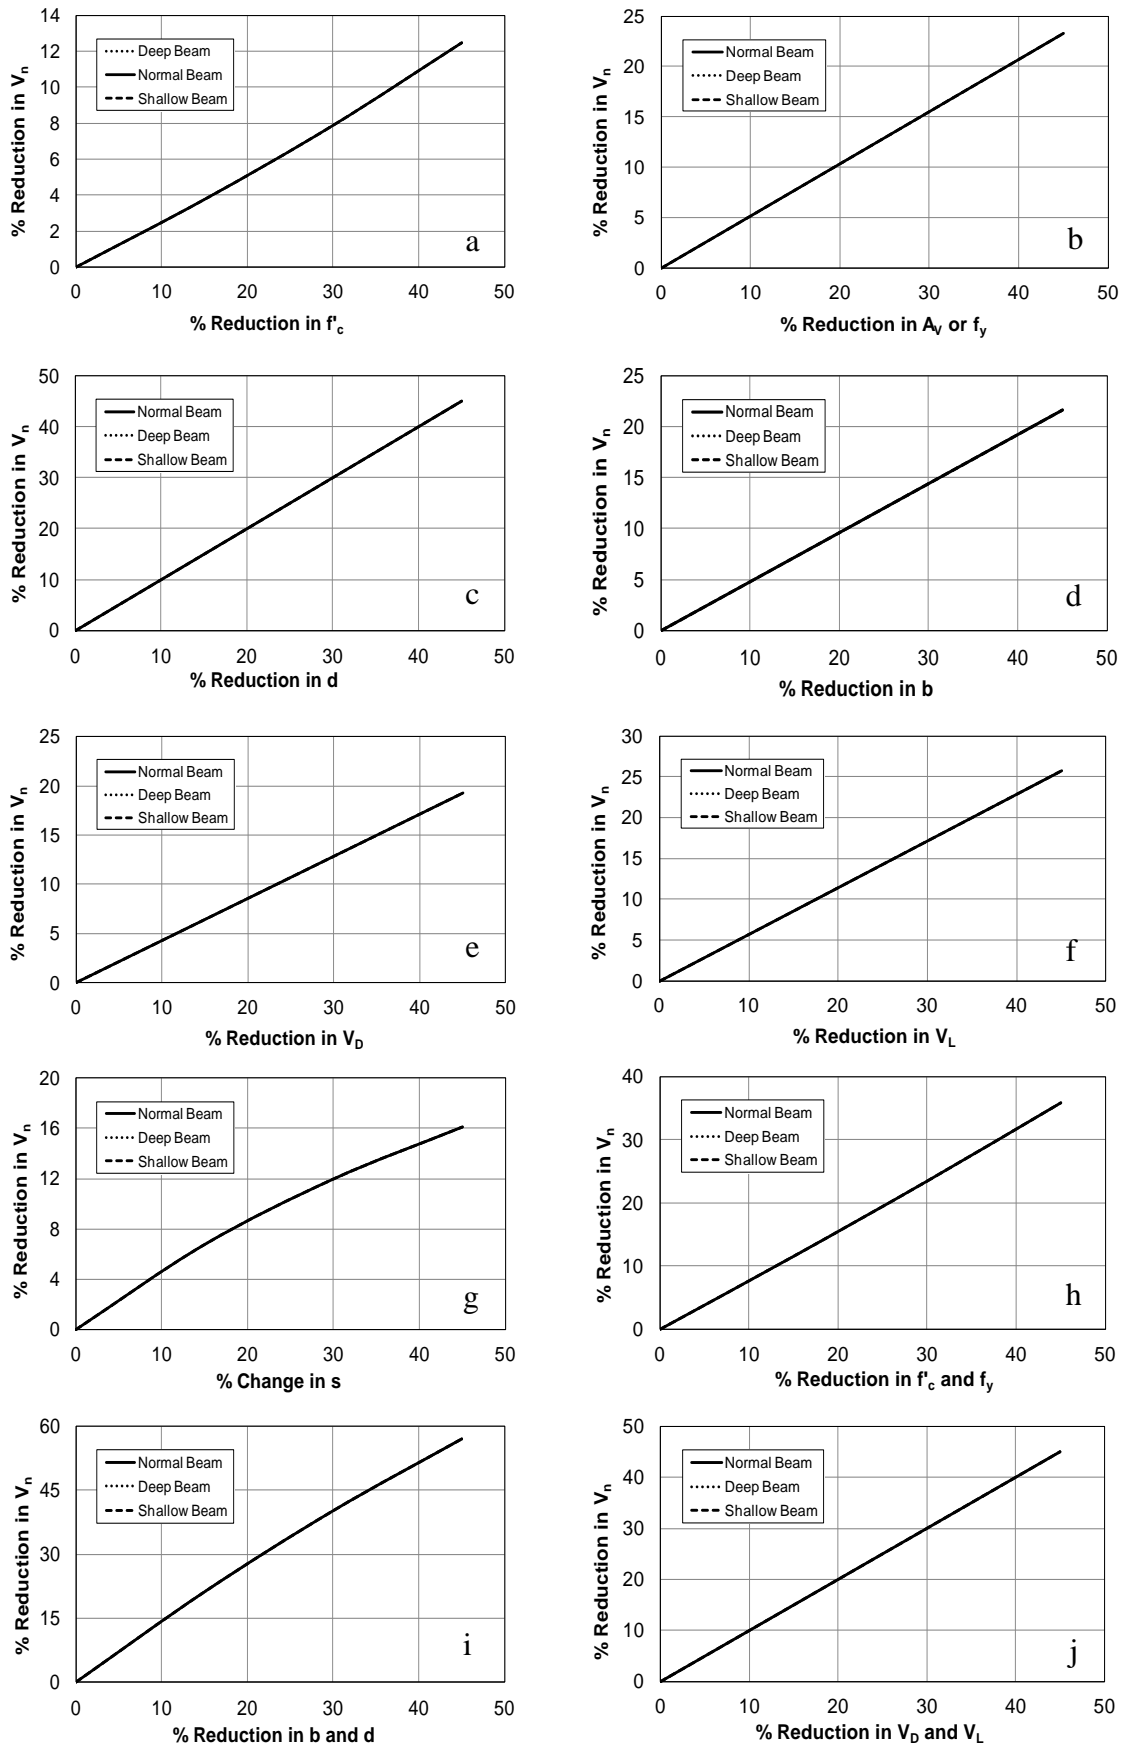 % Reduction in Vn
14
12
10
8
6
4
2
0
Deep Beam
Normal Beam
Shallow Beam
a
0 10 20 30 40 50
% Reduction in f'c
% Reduction in Vn
25
20
15
10
5
0
Normal Beam
Deep Beam
Shallow Beam
b
0 10 20 30 40 50
% Reduction in AV or fy
% Reduction in Vn
50
40
30
20
10
0
Normal Beam
Deep Beam
Shallow Beam
c
0 10 20 30 40 50
% Reduction in d
% Reduction in Vn
25
20
15
10
5
0
Normal Beam
Deep Beam
Shallow Beam
d
0 10 20 30 40 50
% Reduction in b
% Reduction in Vn
25
20
15
10
5
0
Normal Beam
Deep Beam
Shallow Beam
e
0 10 20 30 40 50
% Reduction in VD
% Reduction in Vn
30
25
20
15
10
5
0
Normal Beam
Deep Beam
Shallow Beam
f
0 10 20 30 40 50
% Reduction in VL
% Reduction in Vn
20
16
12
8
4
0
Normal Beam
Deep Beam
Shallow Beam
g
0 10 20 30 40 50
% Change in s
% Reduction in Vn
40
30
20
10
0
Normal Beam
Deep Beam
Shallow Beam
h
0 10 20 30 40 50
% Reduction in f'c and fy
% Reduction in Vn
60
45
30
15
0
Normal Beam
Deep Beam
Shallow Beam
i
0 10 20 30 40 50
% Reduction in b and d
% Reduction in Vn
50
40
30
20
10
0
Normal Beam
Deep Beam
Shallow Beam
j
0 10 20 30 40 50
% Reduction in VD and VL